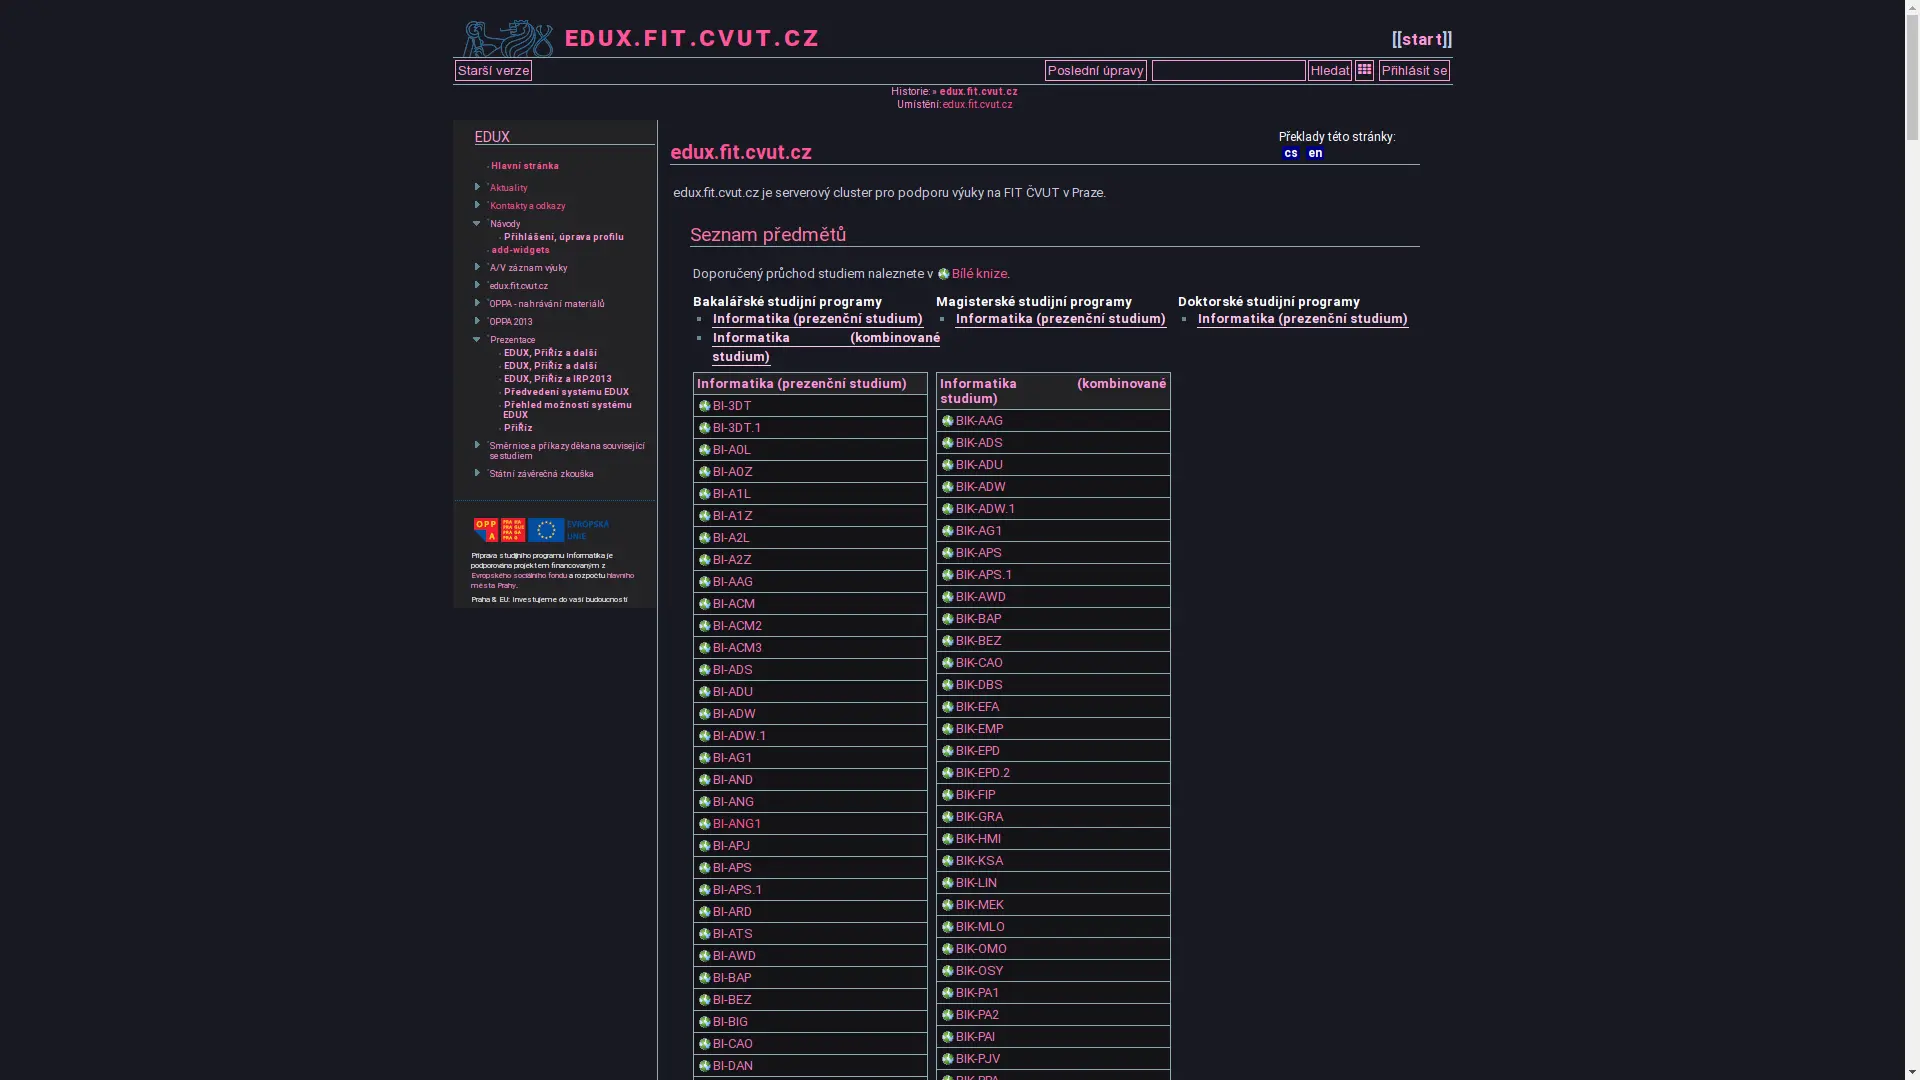 EDUX.FIT.CVUT.CZ
[[start]]
Starší verze
Poslední úpravy
Hledat
Přihlásit se
Historie: » edux.fit.cvut.cz
Umístění: edux.fit.cvut.cz
EDUX
Hlavní stránka
Aktuality
Kontakty a odkazy
Návody
Přihlášení, úprava profilu
add-widgets
A/V záznam výuky
edux.fit.cvut.cz
OPPA - nahrávání materiálů
OPPA 2013
Prezentace
EDUX, PřiŘíz a další
EDUX, PřiŘíz a další
EDUX, PřiŘíz a IRP2013
Předvedení systému EDUX
Přehled možností systému
EDUX
PřiŘíz
Směrnice a příkazy děkana související
se studiem
Státní závěrečná zkouška
OPP
A
PRA HA
PRA GUE
PRA GA
PRA G
EVROPSKÁ
UNIE
Příprava studijního programu Informatika je
podporována projektem financovaným z
Evropského sociálního fondu a rozpočtu hlavního
města Prahy.
Praha & EU: Investujeme do vaší budoucnosti
Překlady této stránky:
cs en
edux.fit.cvut.cz
edux.fit.cvut.cz je serverový cluster pro podporu výuky na FIT ČVUT v Praze.
Seznam předmětů
Doporučený průchod studiem naleznete v Bílé knize.
Bakalářské studijní programy
Informatika (prezenční studium)
Informatika (kombinované
studium)
Magisterské studijní programy
Informatika (prezenční studium)
Doktorské studijní programy
Informatika (prezenční studium)
Informatika (prezenční studium)
BI-3DT
BI-3DT.1
BI-A0L
BI-A0Z
BI-A1L
BI-A1Z
BI-A2L
BI-A2Z
BI-AAG
BI-ACM
BI-ACM2
BI-ACM3
BI-ADS
BI-ADU
BI-ADW
BI-ADW.1
BI-AG1
BI-AND
BI-ANG
BI-ANG1
BI-APJ
BI-APS
BI-APS.1
BI-ARD
BI-ATS
BI-AWD
BI-BAP
BI-BEZ
BI-BIG
BI-CAO
BI-DAN
Informatika (kombinované
studium)
BIK-AAG
BIK-ADS
BIK-ADU
BIK-ADW
BIK-ADW.1
BIK-AG1
BIK-APS
BIK-APS.1
BIK-AWD
BIK-BAP
BIK-BEZ
BIK-CAO
BIK-DBS
BIK-EFA
BIK-EMP
BIK-EPD
BIK-EPD.2
BIK-FIP
BIK-GRA
BIK-HMI
BIK-KSA
BIK-LIN
BIK-MEK
BIK-MLO
BIK-OMO
BIK-OSY
BIK-PA1
BIK-PA2
BIK-PAI
BIK-PJV